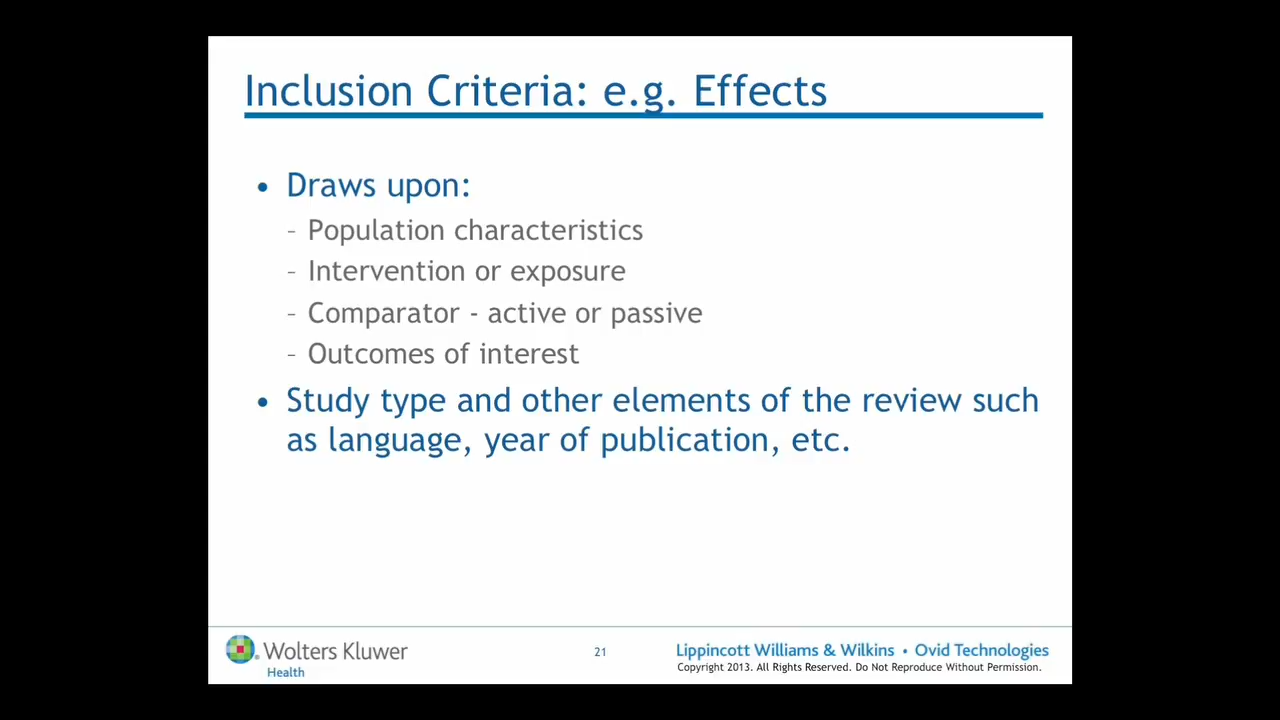 Inclusion Criteria: e.g. Effects
• Draws upon:
– Population characteristics
– Intervention or exposure
– Comparator - active or passive
– Outcomes of interest
• Study type and other elements of the review such
as language, year of publication, etc.
Wolters Kluwer
Health
21
Lippincott Williams & Wilkins • Ovid Technologies
Copyright 2013. All Rights Reserved. Do Not Reproduce Without Permission.